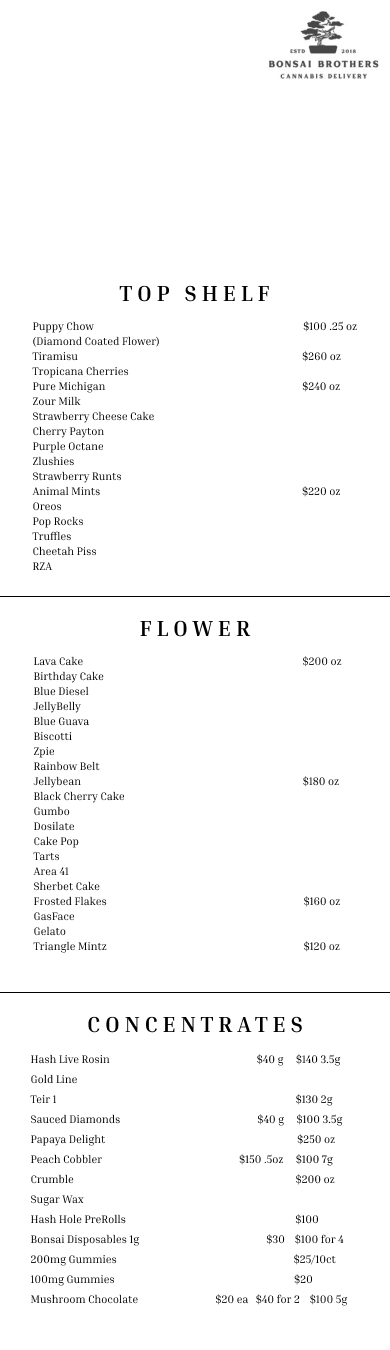 ESTD 2018
BONSAI BROTHERS
CANNABIS DELIVERY
TOP SHELF
Puppy Chow $100 .25 oz
(Diamond Coated Flower)
Tiramisu $260 oz
Tropicana Cherries
Pure Michigan $240 oz
Zour Milk
Strawberry Cheese Cake
Cherry Payton
Purple Octane
Zlushies
Strawberry Runts
Animal Mints $220 oz
Oreos
Pop Rocks
Truffles
Cheetah Piss
RZA
FLOWER
Lava Cake $200 oz
Birthday Cake
Blue Diesel
JellyBelly
Blue Guava
Biscotti
Zpie
Rainbow Belt
Jellybean $180 oz
Black Cherry Cake
Gumbo
Dosilate
Cake Pop
Tarts
Area 41
Sherbet Cake
Frosted Flakes $160 oz
GasFace
Gelato
Triangle Mintz $120 oz
CONCENTRATES
Hash Live Rosin $40 g $140 3.5g
Gold Line
Teir 1 $130 2g
Sauced Diamonds $40 g $100 3.5g
Papaya Delight $250 oz
Peach Cobbler $150 .5oz $100 7g
Crumble $200 oz
Sugar Wax
Hash Hole PreRolls $100
Bonsai Disposables 1g $30 $100 for 4
200mg Gummies $25/10ct
100mg Gummies $20
Mushroom Chocolate $20 ea $40 for 2 $100 5g